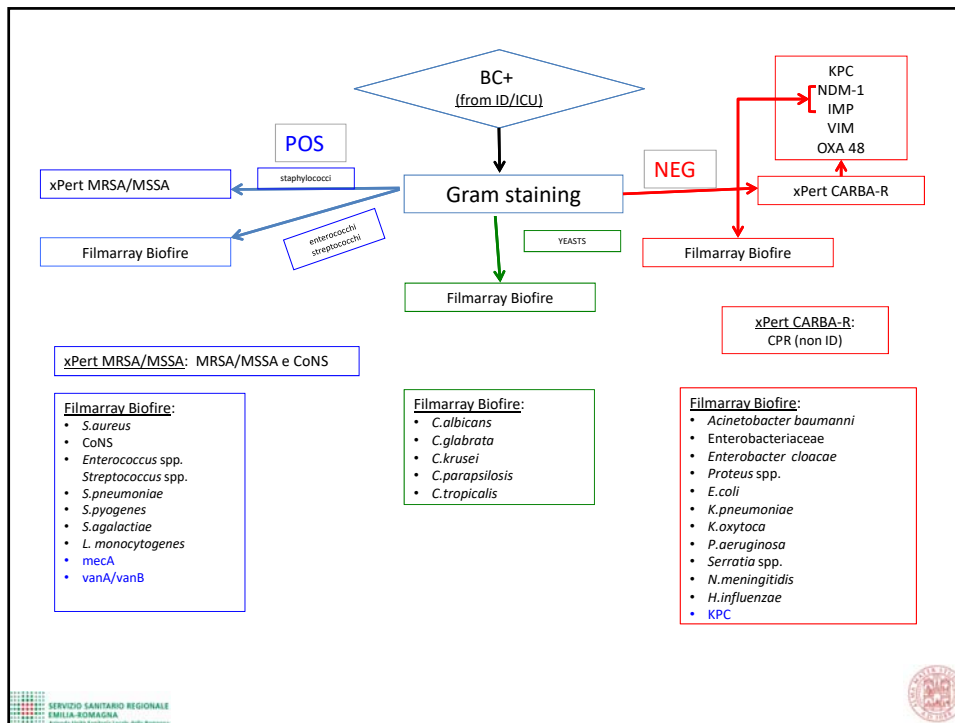 BC+
(from ID/ICU)
KPC
NDM-1
IMP
VIM
OXA 48
POS
NEG
staphylococci
xPert MRSA/MSSA
Gram staining
xPert CARBA-R
enterococchi
streptococchi
YEASTS
Filmarray Biofire
Filmarray Biofire
Filmarray Biofire
xPert CARBA-R:
CPR (non ID)
xPert MRSA/MSSA: MRSA/MSSA e CoNS
Filmarray Biofire:
• S.aureus
• CoNS
• Enterococcus spp.
Streptococcus spp.
• S.pneumoniae
• S.pyogenes
• S.agalactiae
• L. monocytogenes
• mecA
• vanA/vanB
Filmarray Biofire:
• C.albicans
• C.glabrata
• C.krusei
• C.parapsilosis
• C.tropicalis
Filmarray Biofire:
• Acinetobacter baumanni
• Enterobacteriaceae
• Enterobacter cloacae
• Proteus spp.
• E.coli
• K.pneumoniae
• K.oxytoca
• P.aeruginosa
• Serratia spp.
• N.meningitidis
• H.influenzae
• KPC
SERVIZIO SANITARIO REGIONALE
EMILIA-ROMAGNA